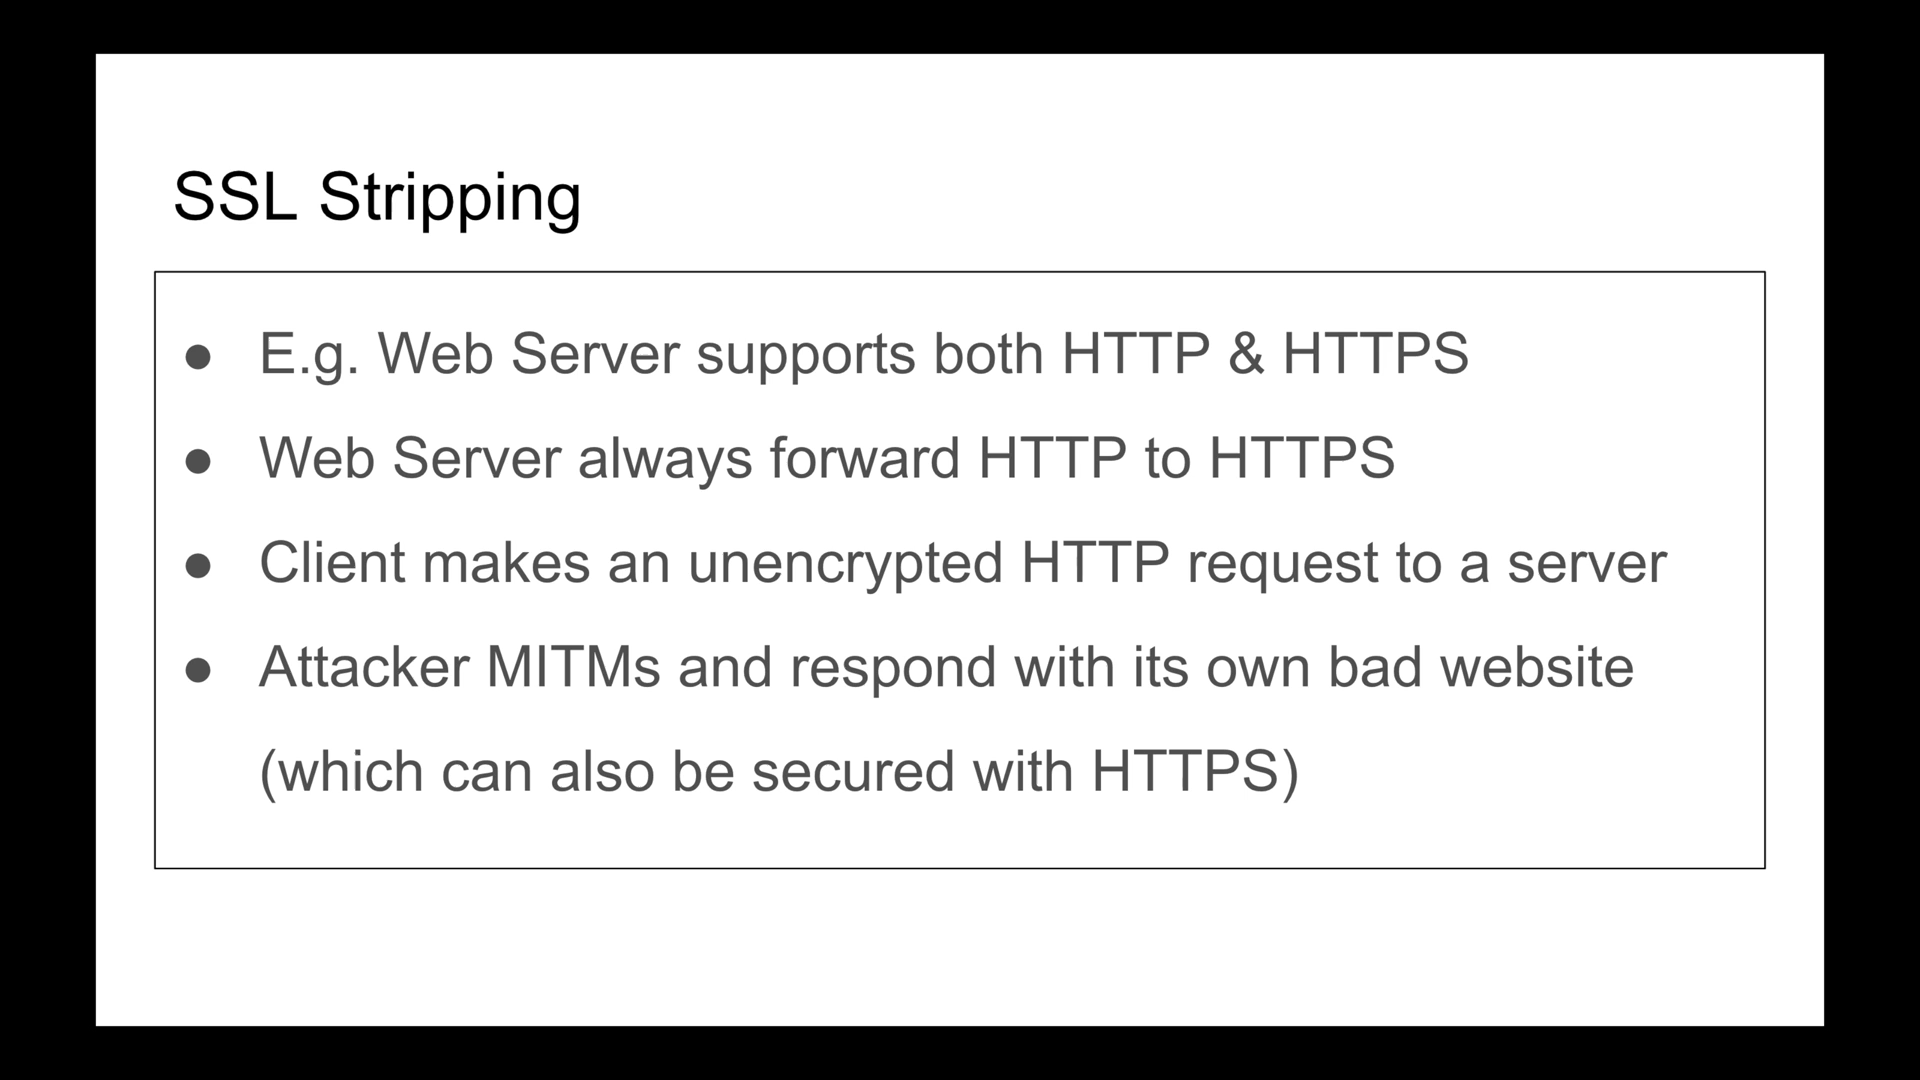 SSL Stripping
● E.g. Web Server supports both HTTP & HTTPS
● Web Server always forward HTTP to HTTPS
● Client makes an unencrypted HTTP request to a server
● Attacker MITMs and respond with its own bad website
(which can also be secured with HTTPS)